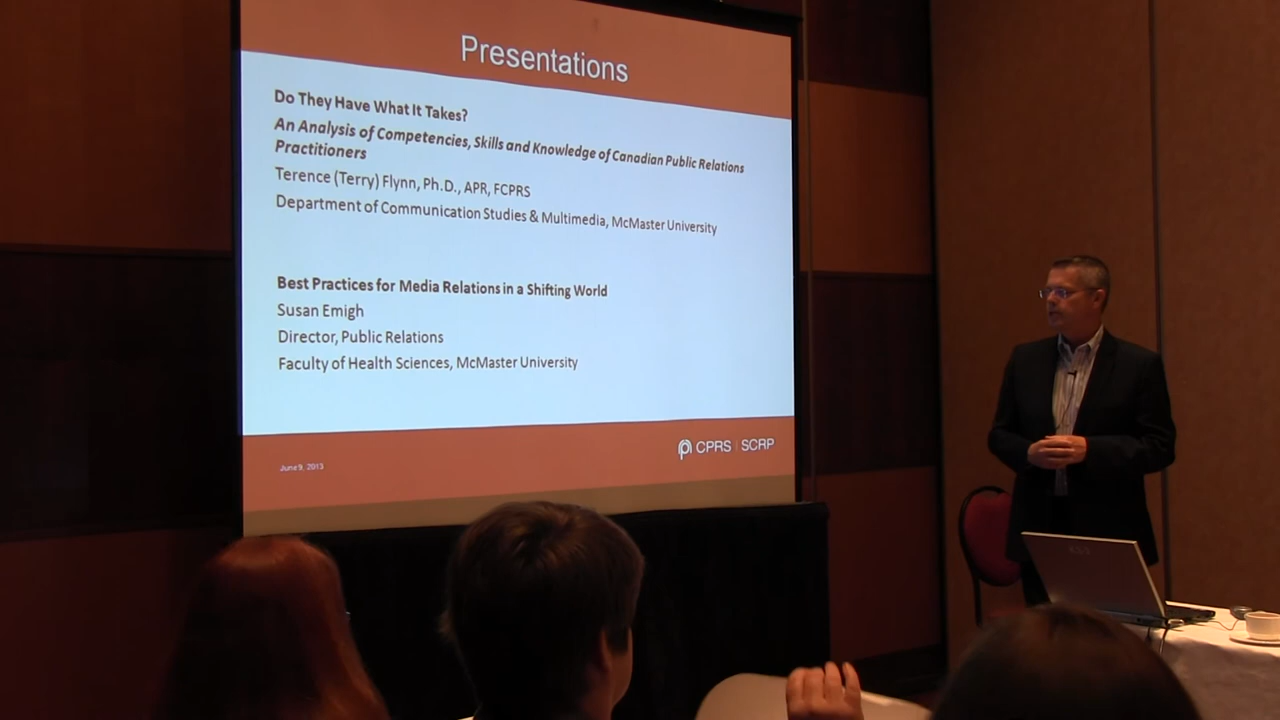 Presentations
Do They Have What It Takes?
An Analysis of Competencies, Skills and Knowledge of Canadian Public Relations
Practitioners
Terence (Terry) Flynn, Ph.D., APR, FCPRS
Department of Communication Studies & Multimedia, McMaster University
Best Practices for Media Relations in a Shifting World
Susan Emigh
Director, Public Relations
Faculty of Health Sciences, McMaster University
CPRS | SCRP
June 9, 2013